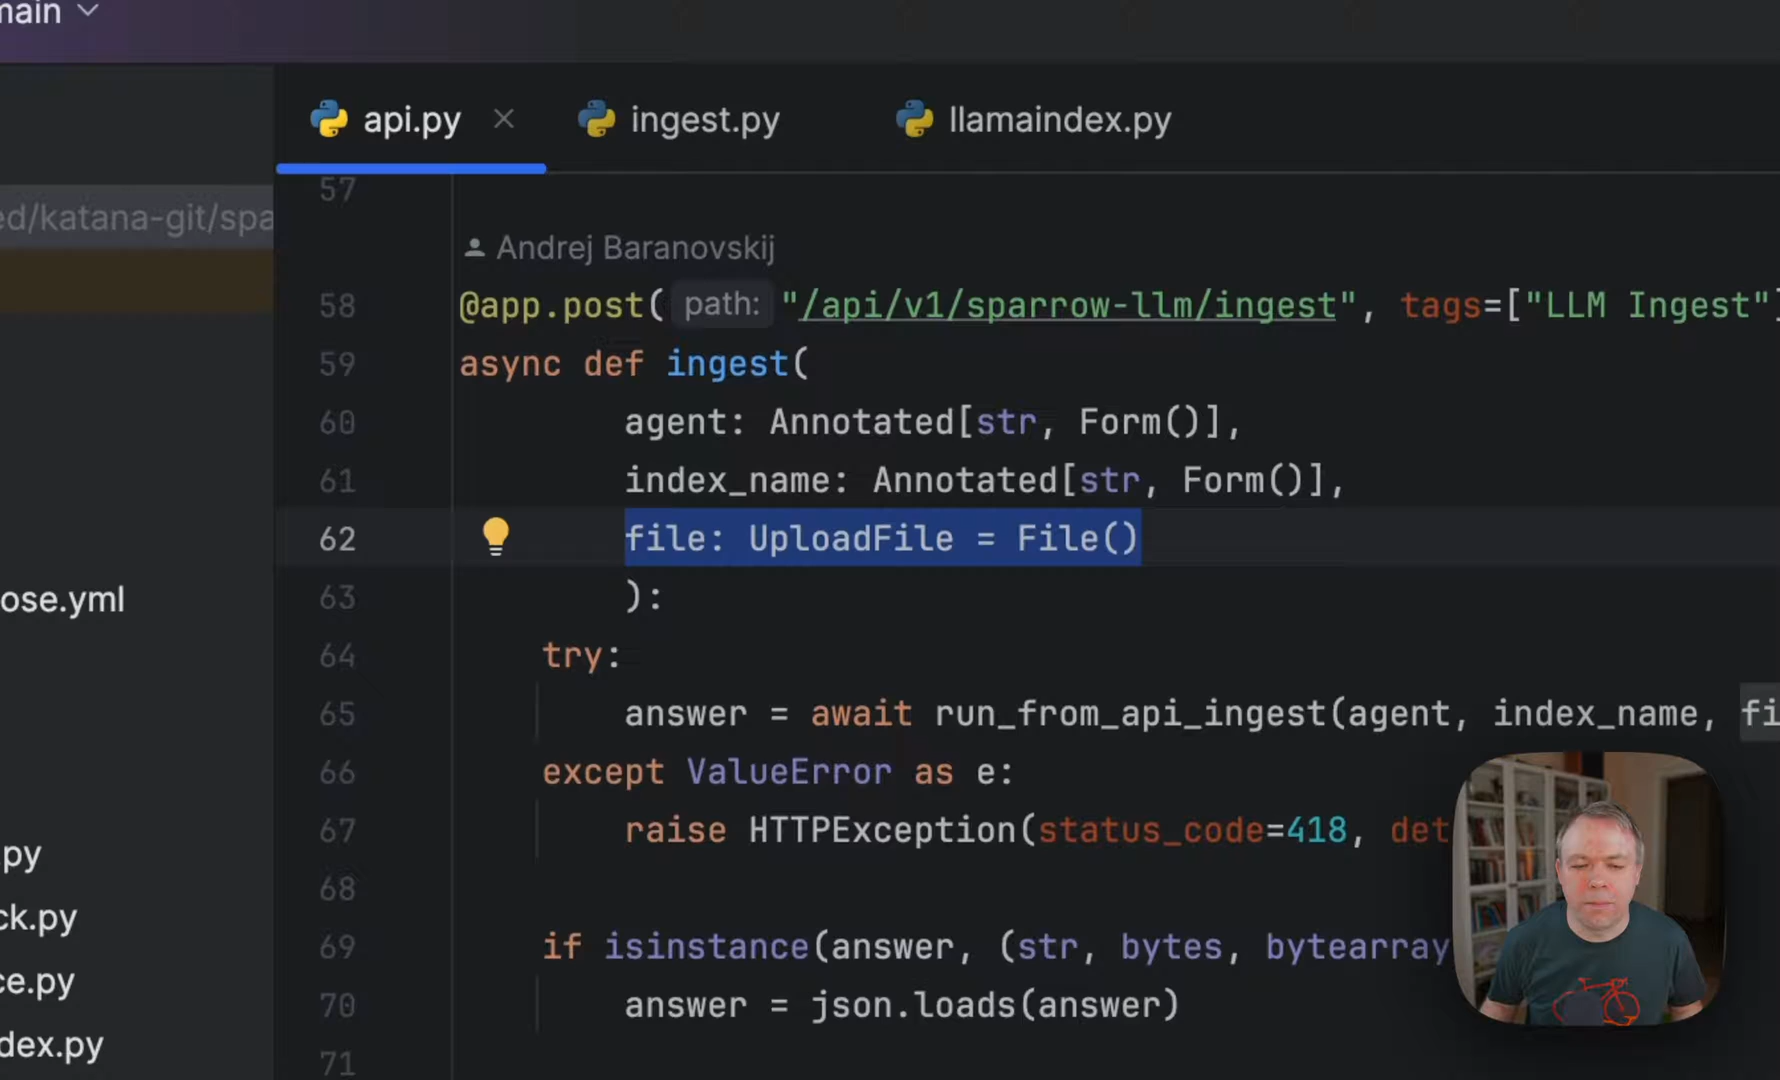 main
api.py
ingest.py
llamaindex.py
ed/katana-git/spa
ose.yml
.py
ck.py
ce.py
dex.py
57
Andrej Baranovskij
58 @app.post( path: "/api/v1/sparrow-llm/ingest", tags=["LLM Ingest"]
59 async def ingest(
60 agent: Annotated[str, Form()],
61 index_name: Annotated[str, Form()],
62 file: UploadFile = File()
63 ):
64 try:
65 answer = await run_from_api_ingest(agent, index_name, fi
66 except ValueError as e:
67 raise HTTPException(status_code=418, det
68
69 if isinstance(answer, (str, bytes, bytearray
70 answer = json.loads(answer)
71